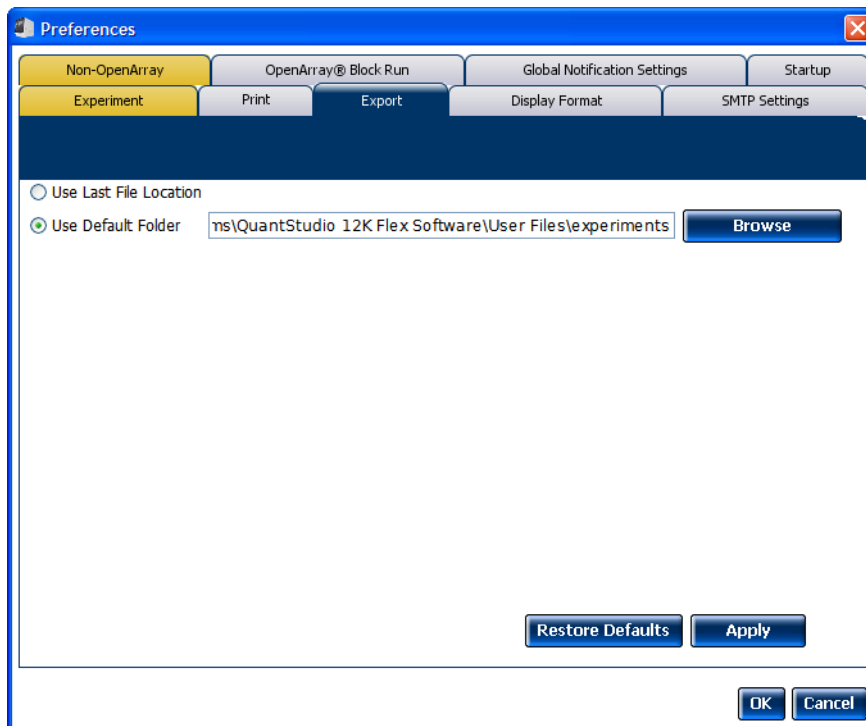 Preferences
Non-OpenArray OpenArray® Block Run Global Notification Settings Startup
Experiment Print Export Display Format SMTP Settings
Use Last File Location
Use Default Folder ns\QuantStudio 12K Flex Software\User Files\experiments Browse
Restore Defaults Apply
OK Cancel